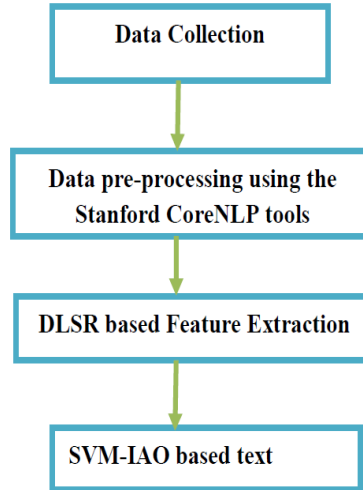 Data Collection
Data pre-processing using the
Stanford CoreNLP tools
DLSR based Feature Extraction
SVM-IAO based text